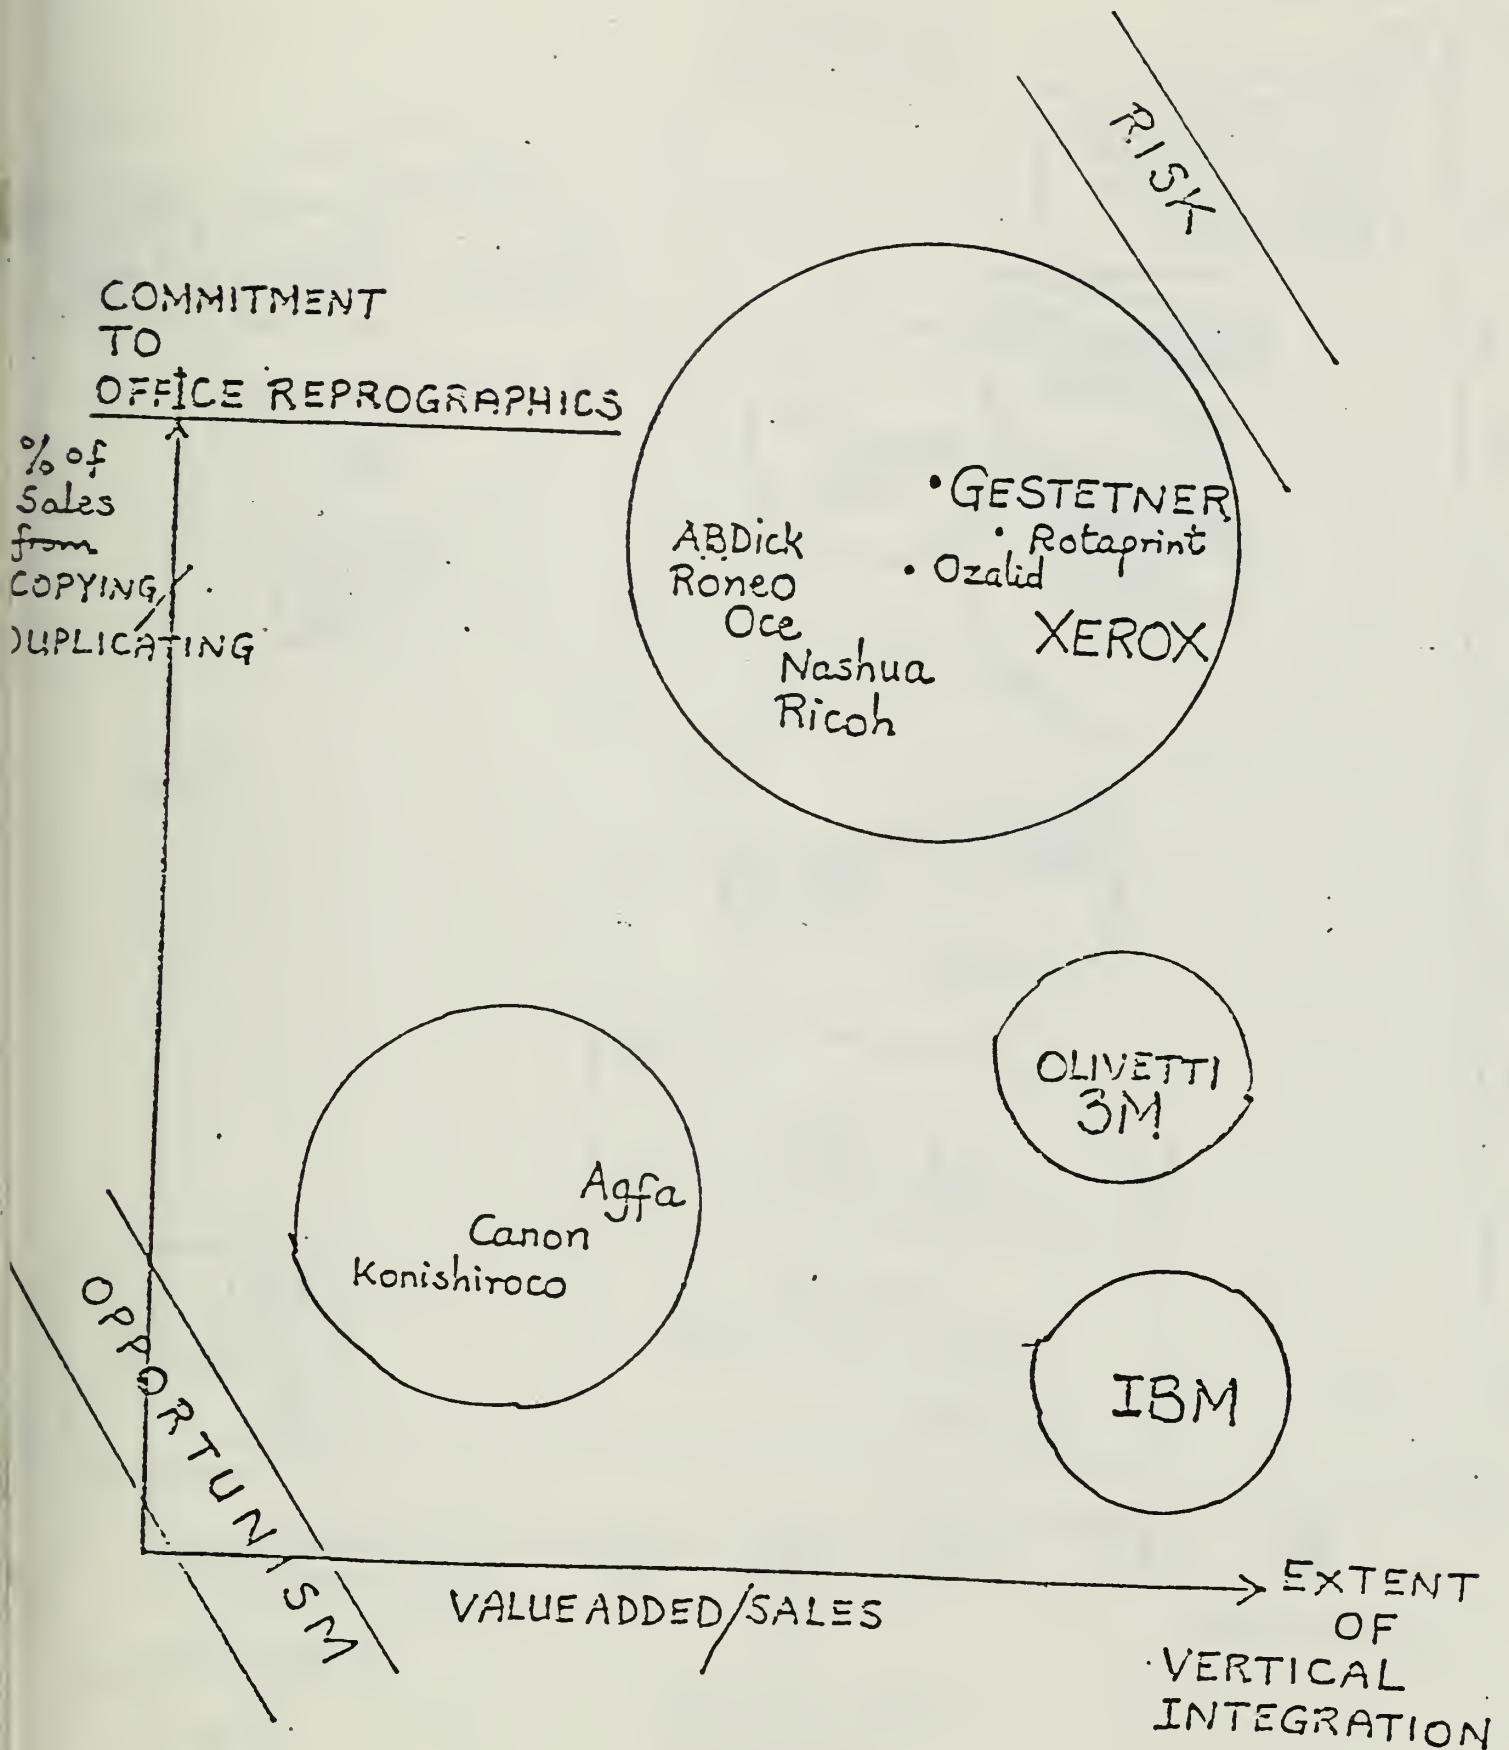 RISK
COMMITMENT
TO
OFFICE REPROGRAPHICS
% of
Sales
from
COPYING/
DUPLICATING
• GESTETNER
• Rotaprint
• Ozalid
ABDick
Roneo
Oce
Nashua
Ricoh
XEROX
OLIVETTI
3M
Agfa
Canon
Konishiroco
IBM
OPPORTUNISM
VALUE ADDED/SALES
EXTENT
OF
VERTICAL
INTEGRATION